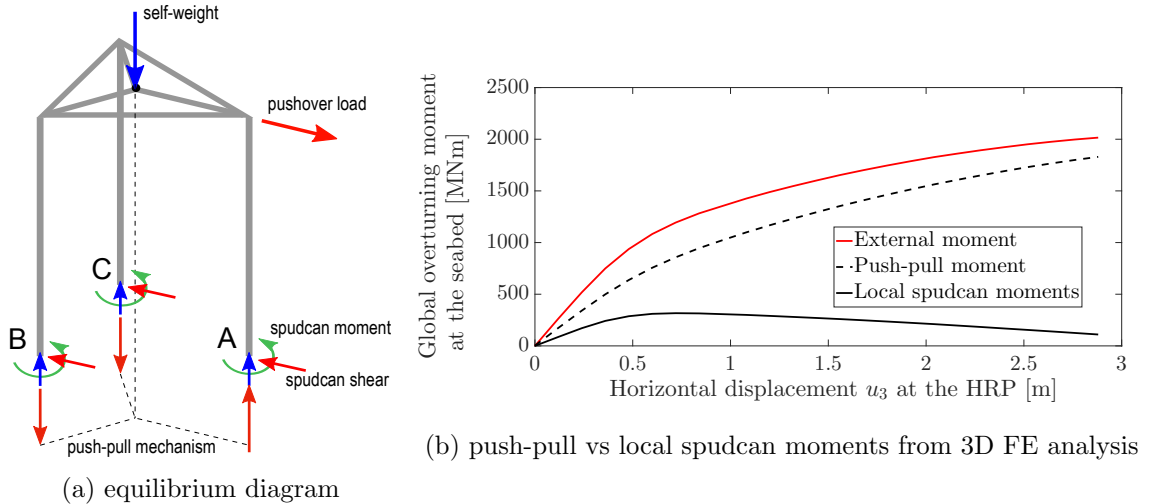 self-weight
pushover load
C
B
A
spudcan moment
spudcan shear
push-pull mechanism
(a) equilibrium diagram
Global overturning moment
at the seabed [MNm]
2500
2000
1500
1000
500
0
0
0.5
1
1.5
2
2.5
3
External moment
Push-pull moment
Local spudcan moments
Horizontal displacement u₃ at the HRP [m]
(b) push-pull vs local spudcan moments from 3D FE analysis